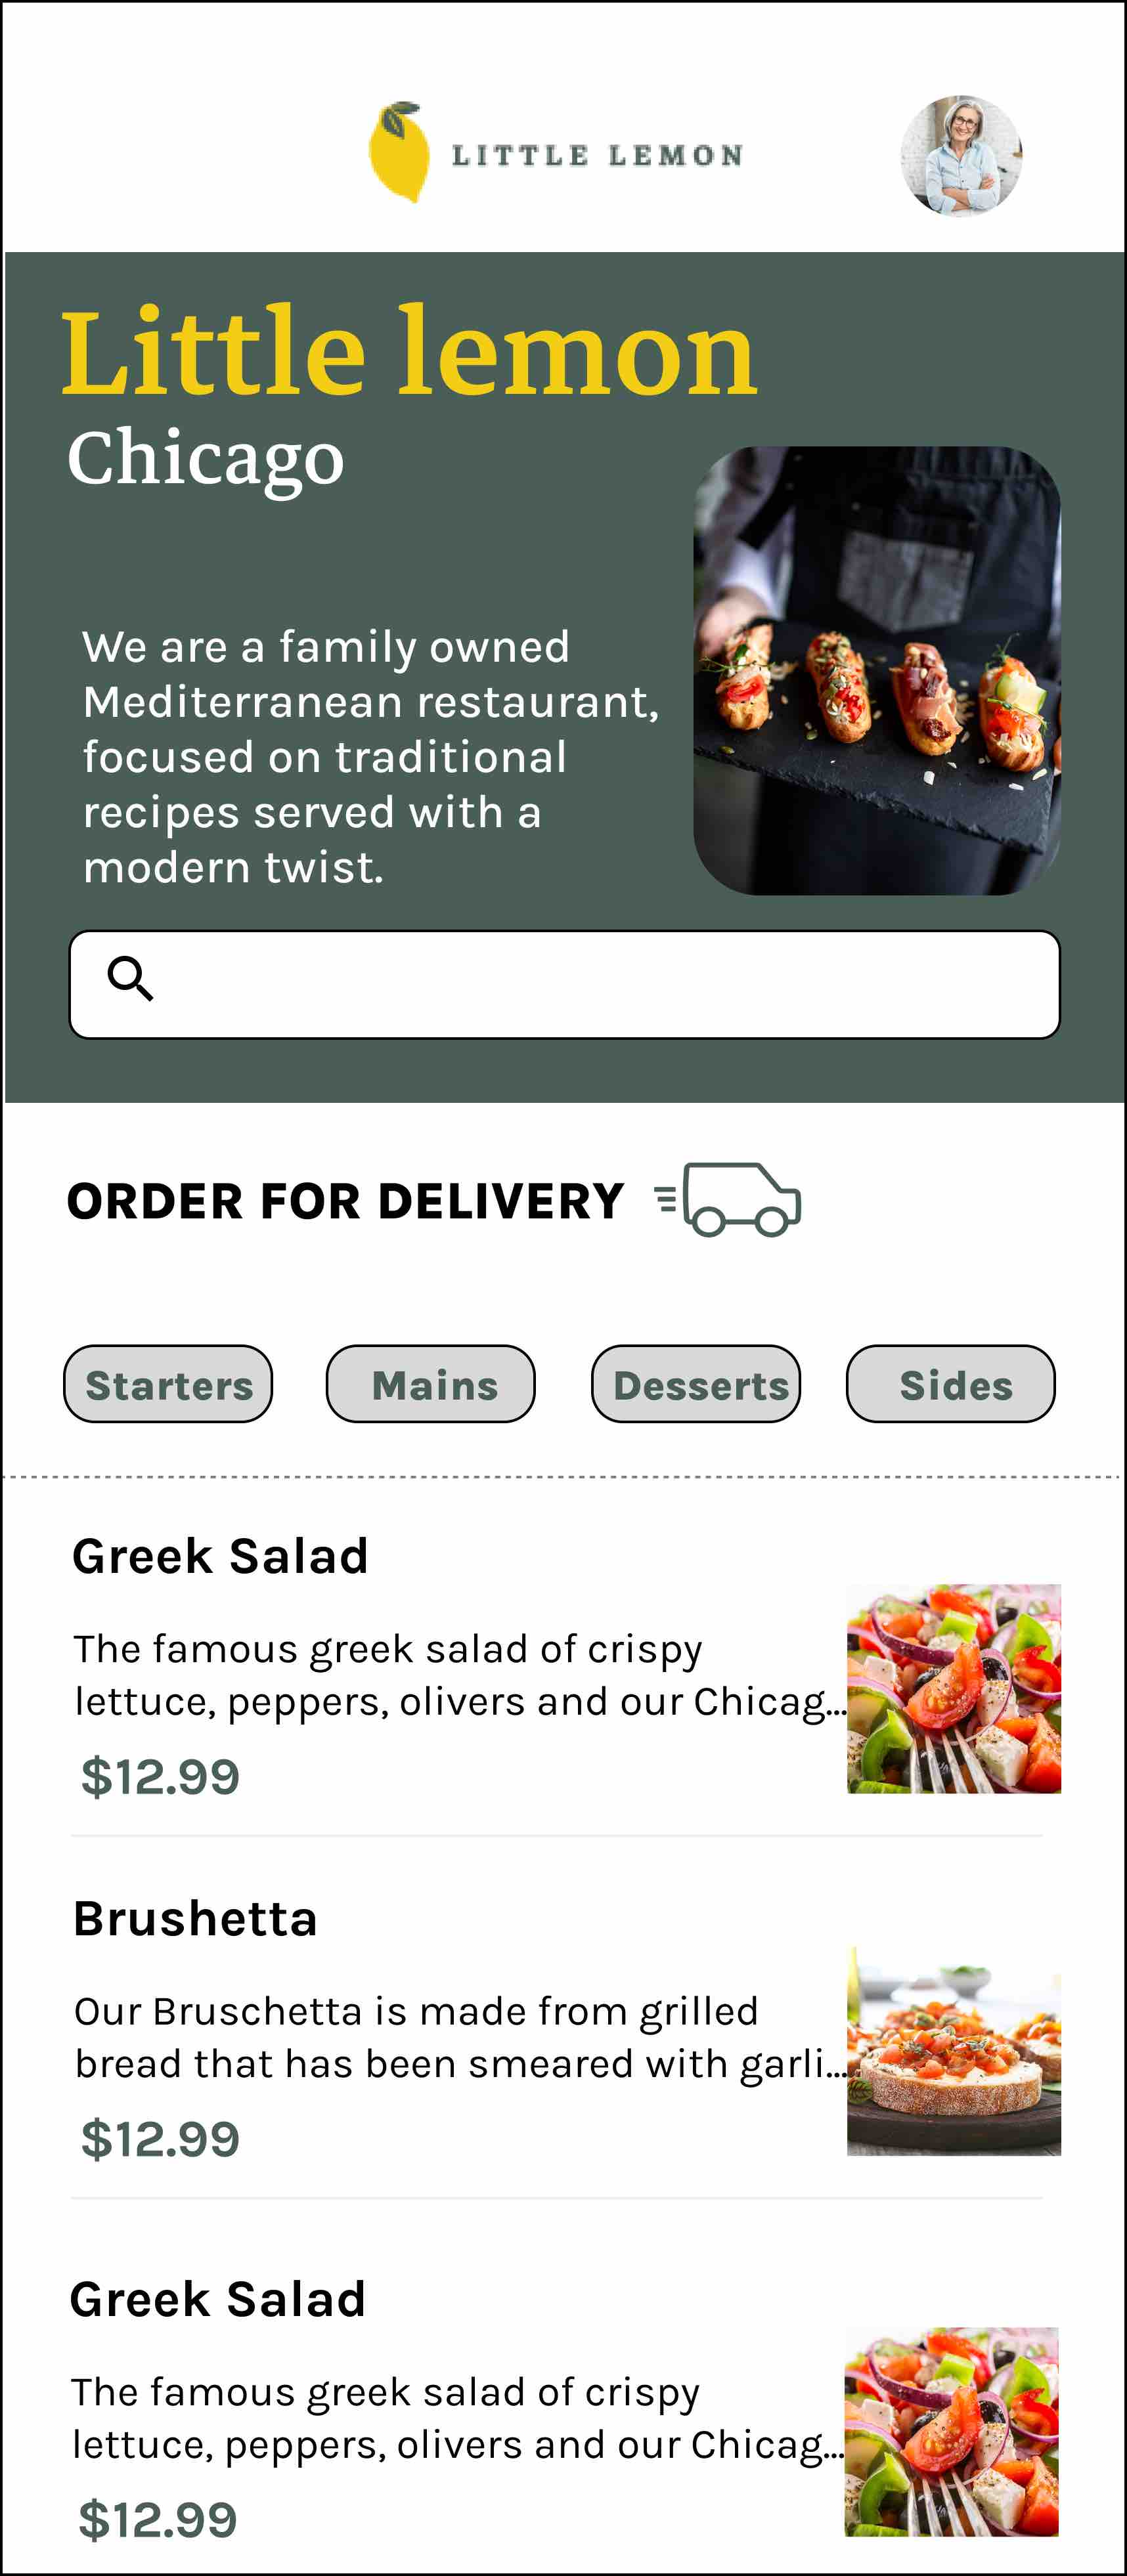 LITTLE LEMON
Little lemon
Chicago
We are a family owned
Mediterranean restaurant,
focused on traditional
recipes served with a
modern twist.
ORDER FOR DELIVERY
Starters Mains Desserts Sides
Greek Salad
The famous greek salad of crispy
lettuce, peppers, olivers and our Chicag...
$12.99
Brushetta
Our Bruschetta is made from grilled
bread that has been smeared with garli...
$12.99
Greek Salad
The famous greek salad of crispy
lettuce, peppers, olivers and our Chicag...
$12.99